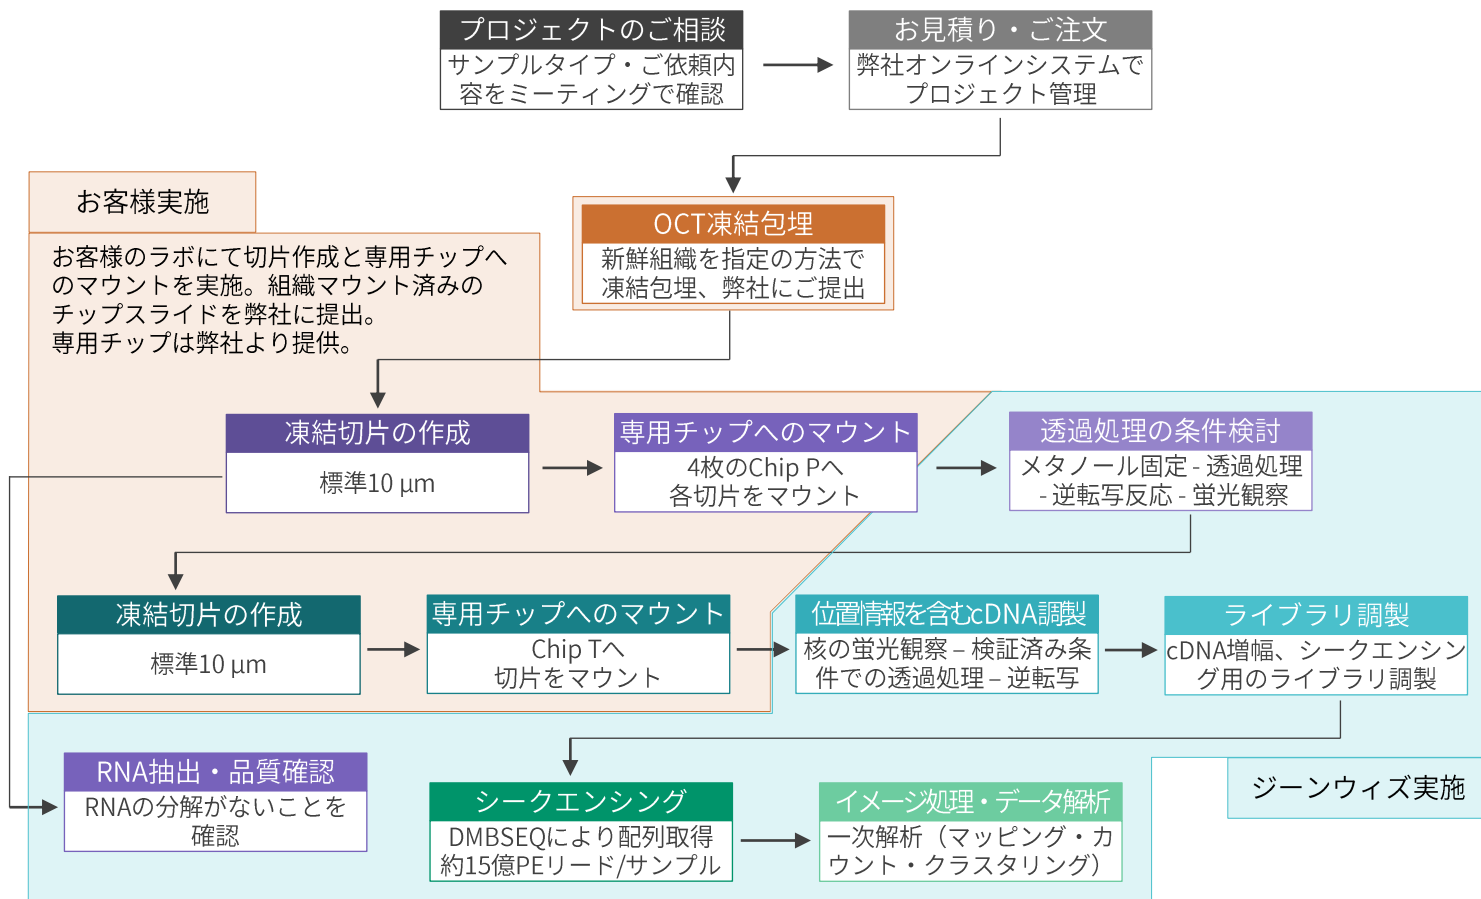 プロジェクトのご相談
サンプルタイプ・ご依頼内
容をミーティングで確認
お見積り・ご注文
弊社オンラインシステムで
プロジェクト管理
お客様実施
お客様のラボにて切片作成と専用チップへ
のマウントを実施。組織マウント済みの
チップスライドを弊社に提出。
専用チップは弊社より提供。
OCT凍結包埋
新鮮組織を指定の方法で
凍結包埋、弊社にご提出
凍結切片の作成
標準10 µm
専用チップへのマウント
4枚のChip Pへ
各切片をマウント
透過処理の条件検討
メタノール固定 - 透過処理
- 逆転写反応 - 蛍光観察
凍結切片の作成
標準10 µm
専用チップへのマウント
Chip Tへ
切片をマウント
位置情報を含むcDNA調製
核の蛍光観察 – 検証済み条
件での透過処理 – 逆転写
ライブラリ調製
cDNA増幅、シークエンシン
グ用のライブラリ調製
RNA抽出・品質確認
RNAの分解がないことを
確認
シークエンシング
DMBSEQにより配列取得
約15億PEリード/サンプル
イメージ処理・データ解析
一次解析（マッピング・カ
ウント・クラスタリング）
ジーンウィズ実施